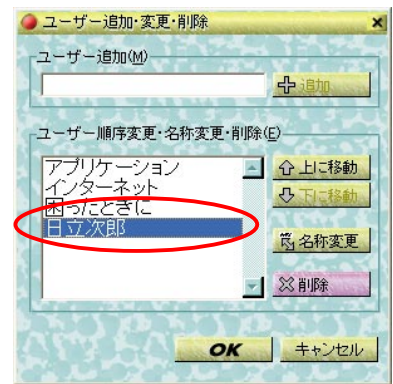 ユーザー追加・変更・削除
ユーザー追加(M)
追加
ユーザー順序変更・名称変更・削除(E)
アプリケーション
インターネット
困ったときに
日立次郎
上に移動
下に移動
名称変更
削除
OK
キャンセル